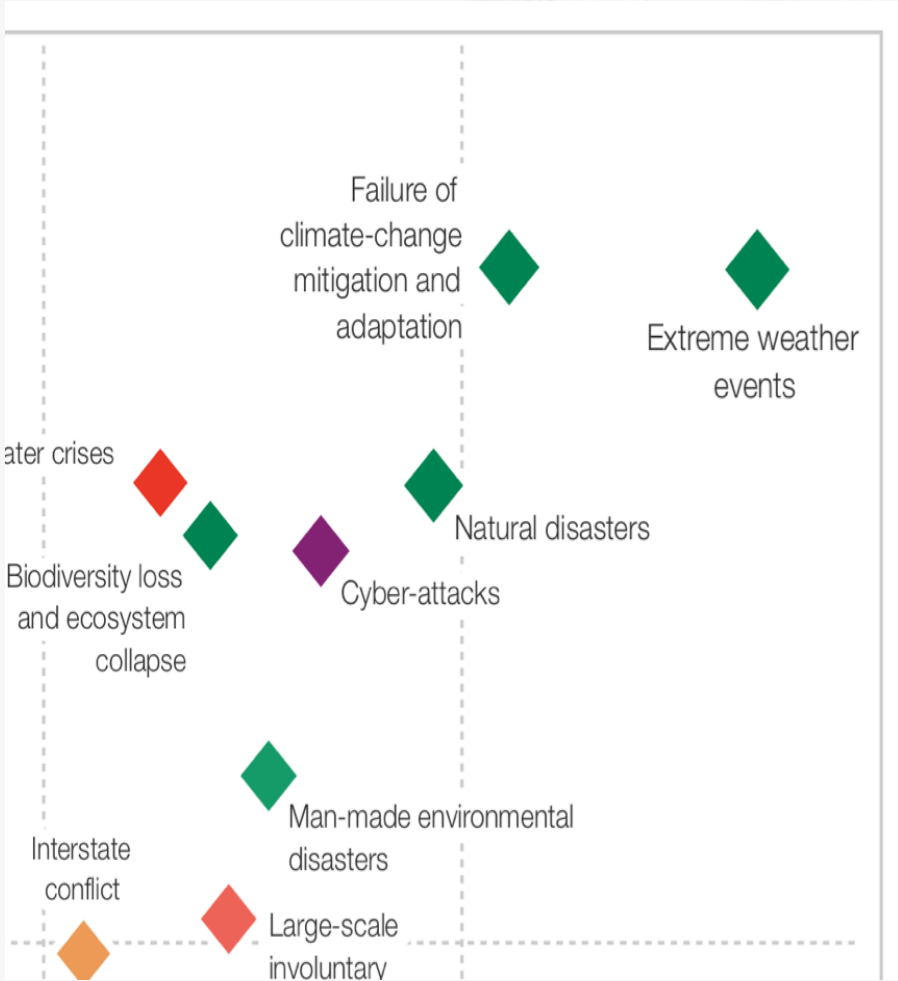 Failure of
climate-change
mitigation and
adaptation
Extreme weather
events
ater crises
Natural disasters
Biodiversity loss
and ecosystem
collapse
Cyber-attacks
Man-made environmental
disasters
Interstate
conflict
Large-scale
involuntary